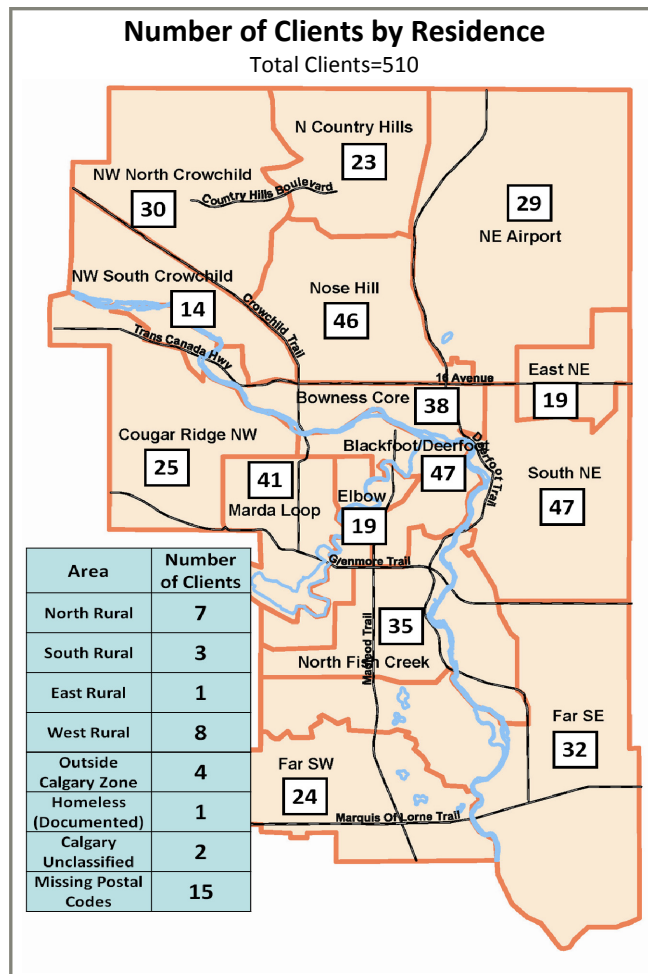 Number of Clients by Residence
Total Clients=510
N Country Hills
23
NW North Crowchild
30
Country Hills Boulevard
29
NE Airport
NW South Crowchild
14
Nose Hill
46
Crowchild Trail
Trans Canada Hwy
16 Avenue
East NE
19
Bowness Core
38
Cougar Ridge NW
25
Blackfoot/Deerfoot
47
Deerfoot Trail
South NE
47
41
Marda Loop
Elbow
19
Glenmore Trail
Area
Number of Clients
North Rural
7
South Rural
3
East Rural
1
West Rural
8
Outside Calgary Zone
4
Homeless (Documented)
1
Calgary Unclassified
2
Missing Postal Codes
15
35
North Fish Creek
Macleod Trail
Far SE
32
Far SW
24
Marquis Of Lorne Trail